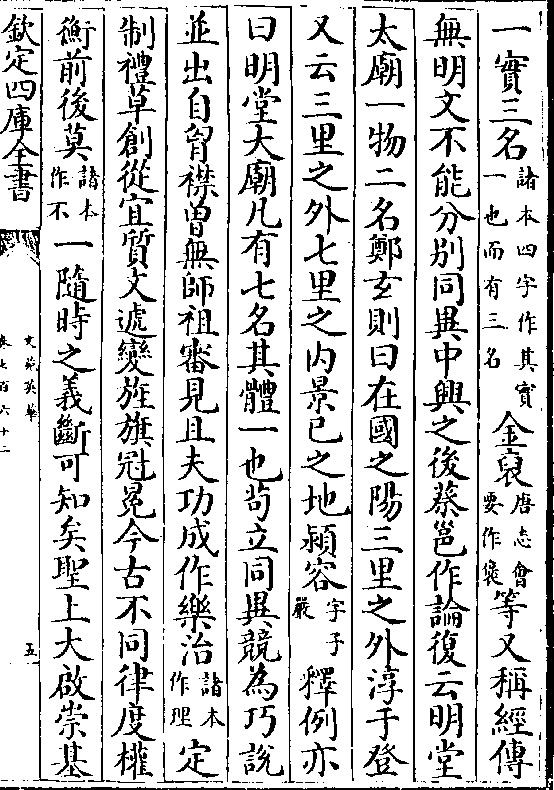 一實三名諸本四字作其實一也而有三名金裒唐志會要作襃等又稱經傳
無明文不能分别同異中興之後蔡邕作論復云明堂
太廟一物二名鄭玄則曰在國之陽三里之外淳于登
又云三里之外七里之内景巳之地潁容字子嚴釋例亦
曰明堂大廟凡有七名其體一也茍立同異競為巧說
並出自胷襟曽無師祖審見且夫功成作樂治諸本作理定
制禮草創從宜質文遞變旌旗冠冕今古不同律度權
衡前後莫諸本作不一隨時之義斷可知矣聖上大啟崇基
欽定四庫全書
文苑英華
卷七百六十二
五